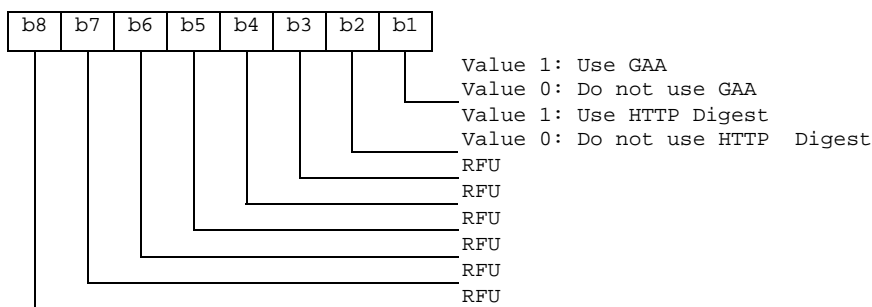 b8 b7 b6 b5 b4 b3 b2 b1
Value 1: Use GAA
Value 0: Do not use GAA
Value 1: Use HTTP Digest
Value 0: Do not use HTTP Digest
RFU
RFU
RFU
RFU
RFU
RFU